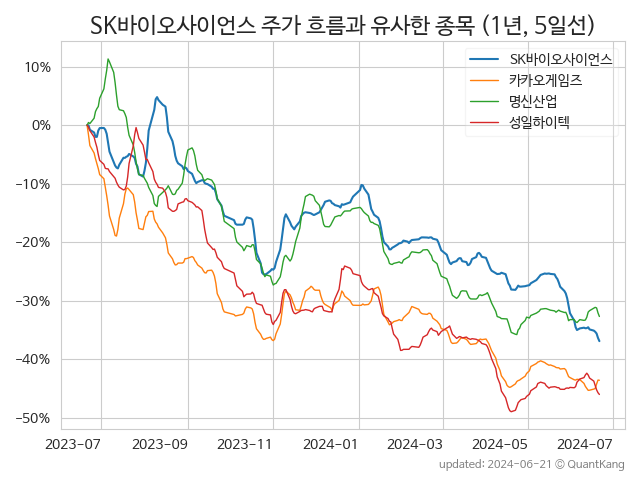 SK바이오사이언스 주가 흐름과 유사한 종목 (1년, 5일선)
SK바이오사이언스
카카오게임즈
명신산업
성일하이텍
10%
0%
−10%
−20%
−30%
−40%
−50%
2023-07
2023-09
2023-11
2024-01
2024-03
2024-05
2024-07
updated: 2024-06-21 © QuantKang